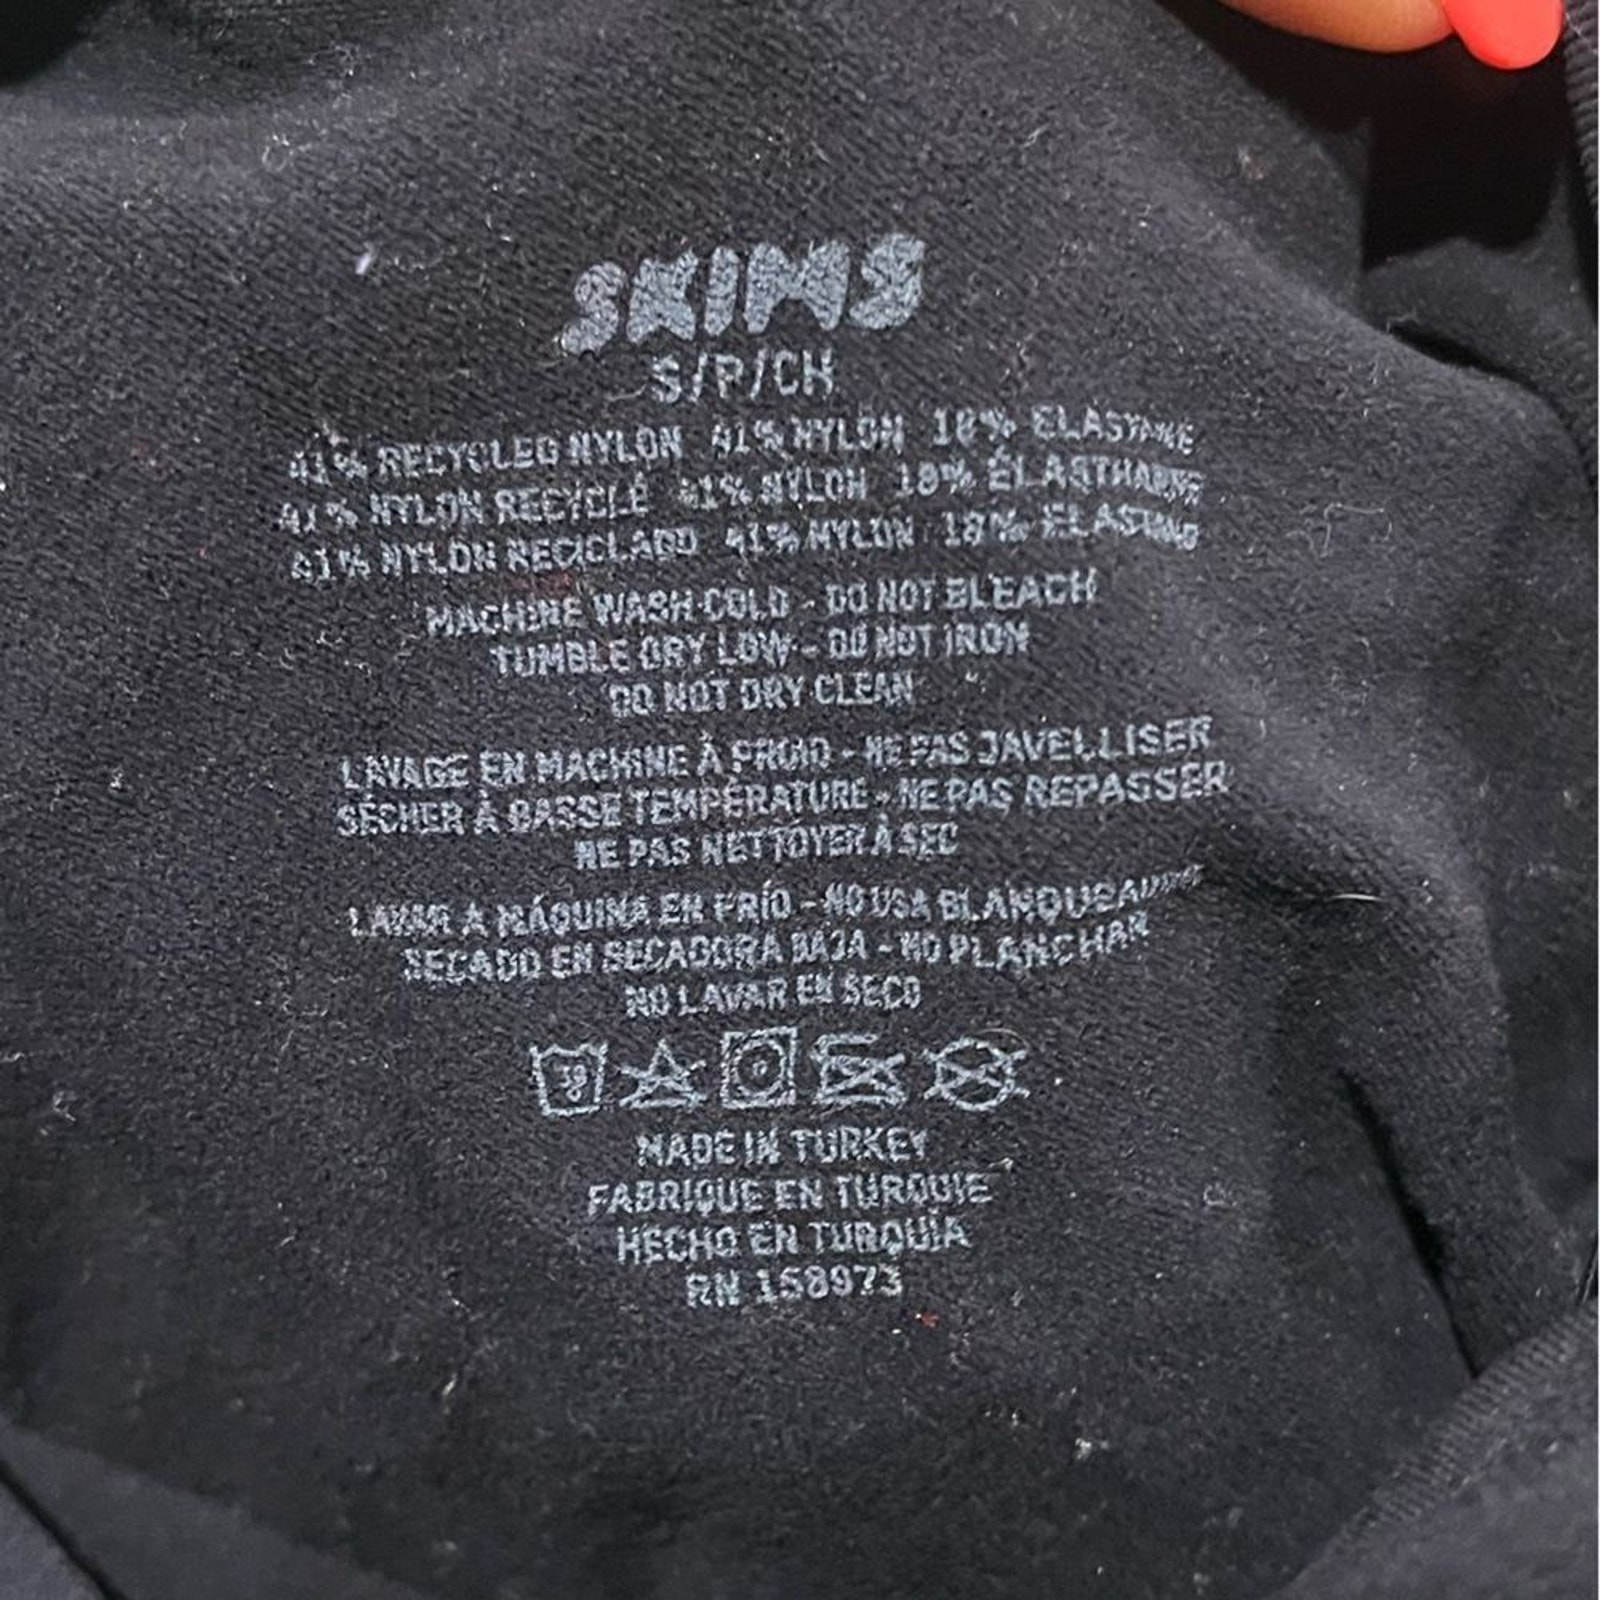 SKIMS
S/P/CH
41% RECYCLED NYLON 41% NYLON 18% ELASTANE
41% NYLON RECYCLÉ 41% NYLON 18% ÉLASTHANNE
41% NYLON RECICLADO 41% NYLON 18% ELASTANO
MACHINE WASH COLD - DO NOT BLEACH
TUMBLE DRY LOW - DO NOT IRON
DO NOT DRY CLEAN
LAVAGE EN MACHINE À FROID - NE PAS JAVELLISER
SÉCHER À BASSE TEMPÉRATURE - NE PAS REPASSER
NE PAS NETTOYER À SEC
LAVAR A MÁQUINA EN FRÍO - NO USA BLANQUEADOR
SECADO EN SECADORA BAJA - NO PLANCHAR
NO LAVAR EN SECO
30
MADE IN TURKEY
FABRIQUE EN TURQUIE
HECHO EN TURQUÍA
RN 158973